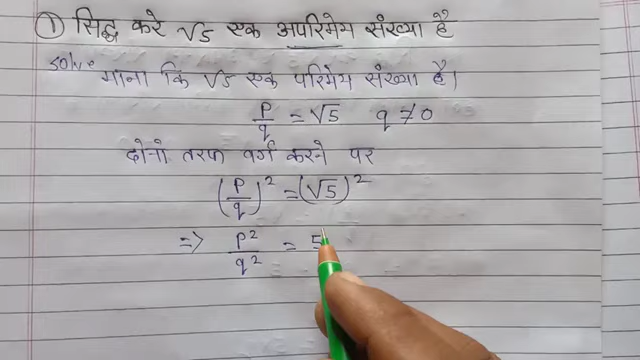 ① सिद्ध करे √5 एक अपरिमेय संख्या है
Solve
माना कि √5 एक परिमेय संख्या है।
p/q = √5 q ≠ 0
दोनो तरफ वर्ग करने पर
(p/q)² = (√5)²
=> p²/q² = 5